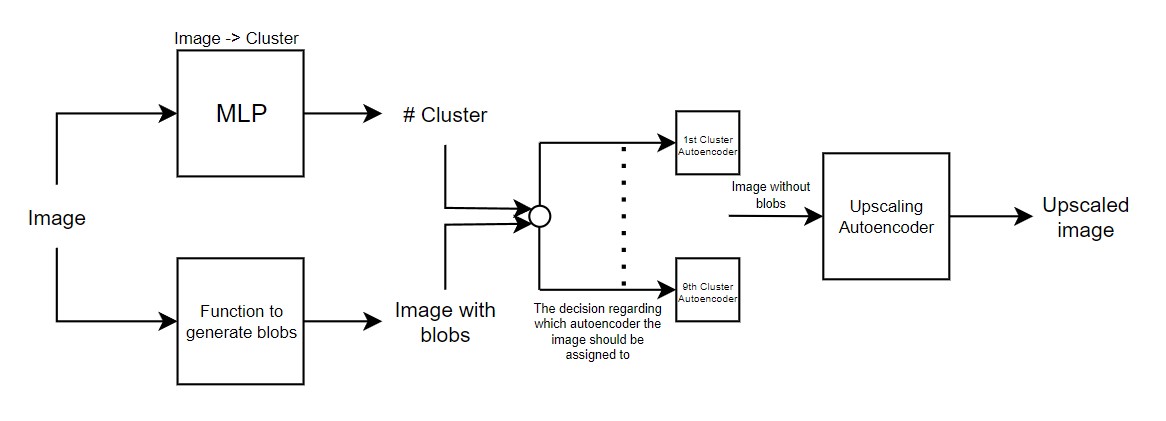 Image -> Cluster
MLP
# Cluster
Image
Function to
generate blobs
Image with
blobs
The decision regarding
which autoencoder the
image should be
assigned to
1st Cluster
Autoencoder
9th Cluster
Autoencoder
Image without
blobs
Upscaling
Autoencoder
Upscaled
image